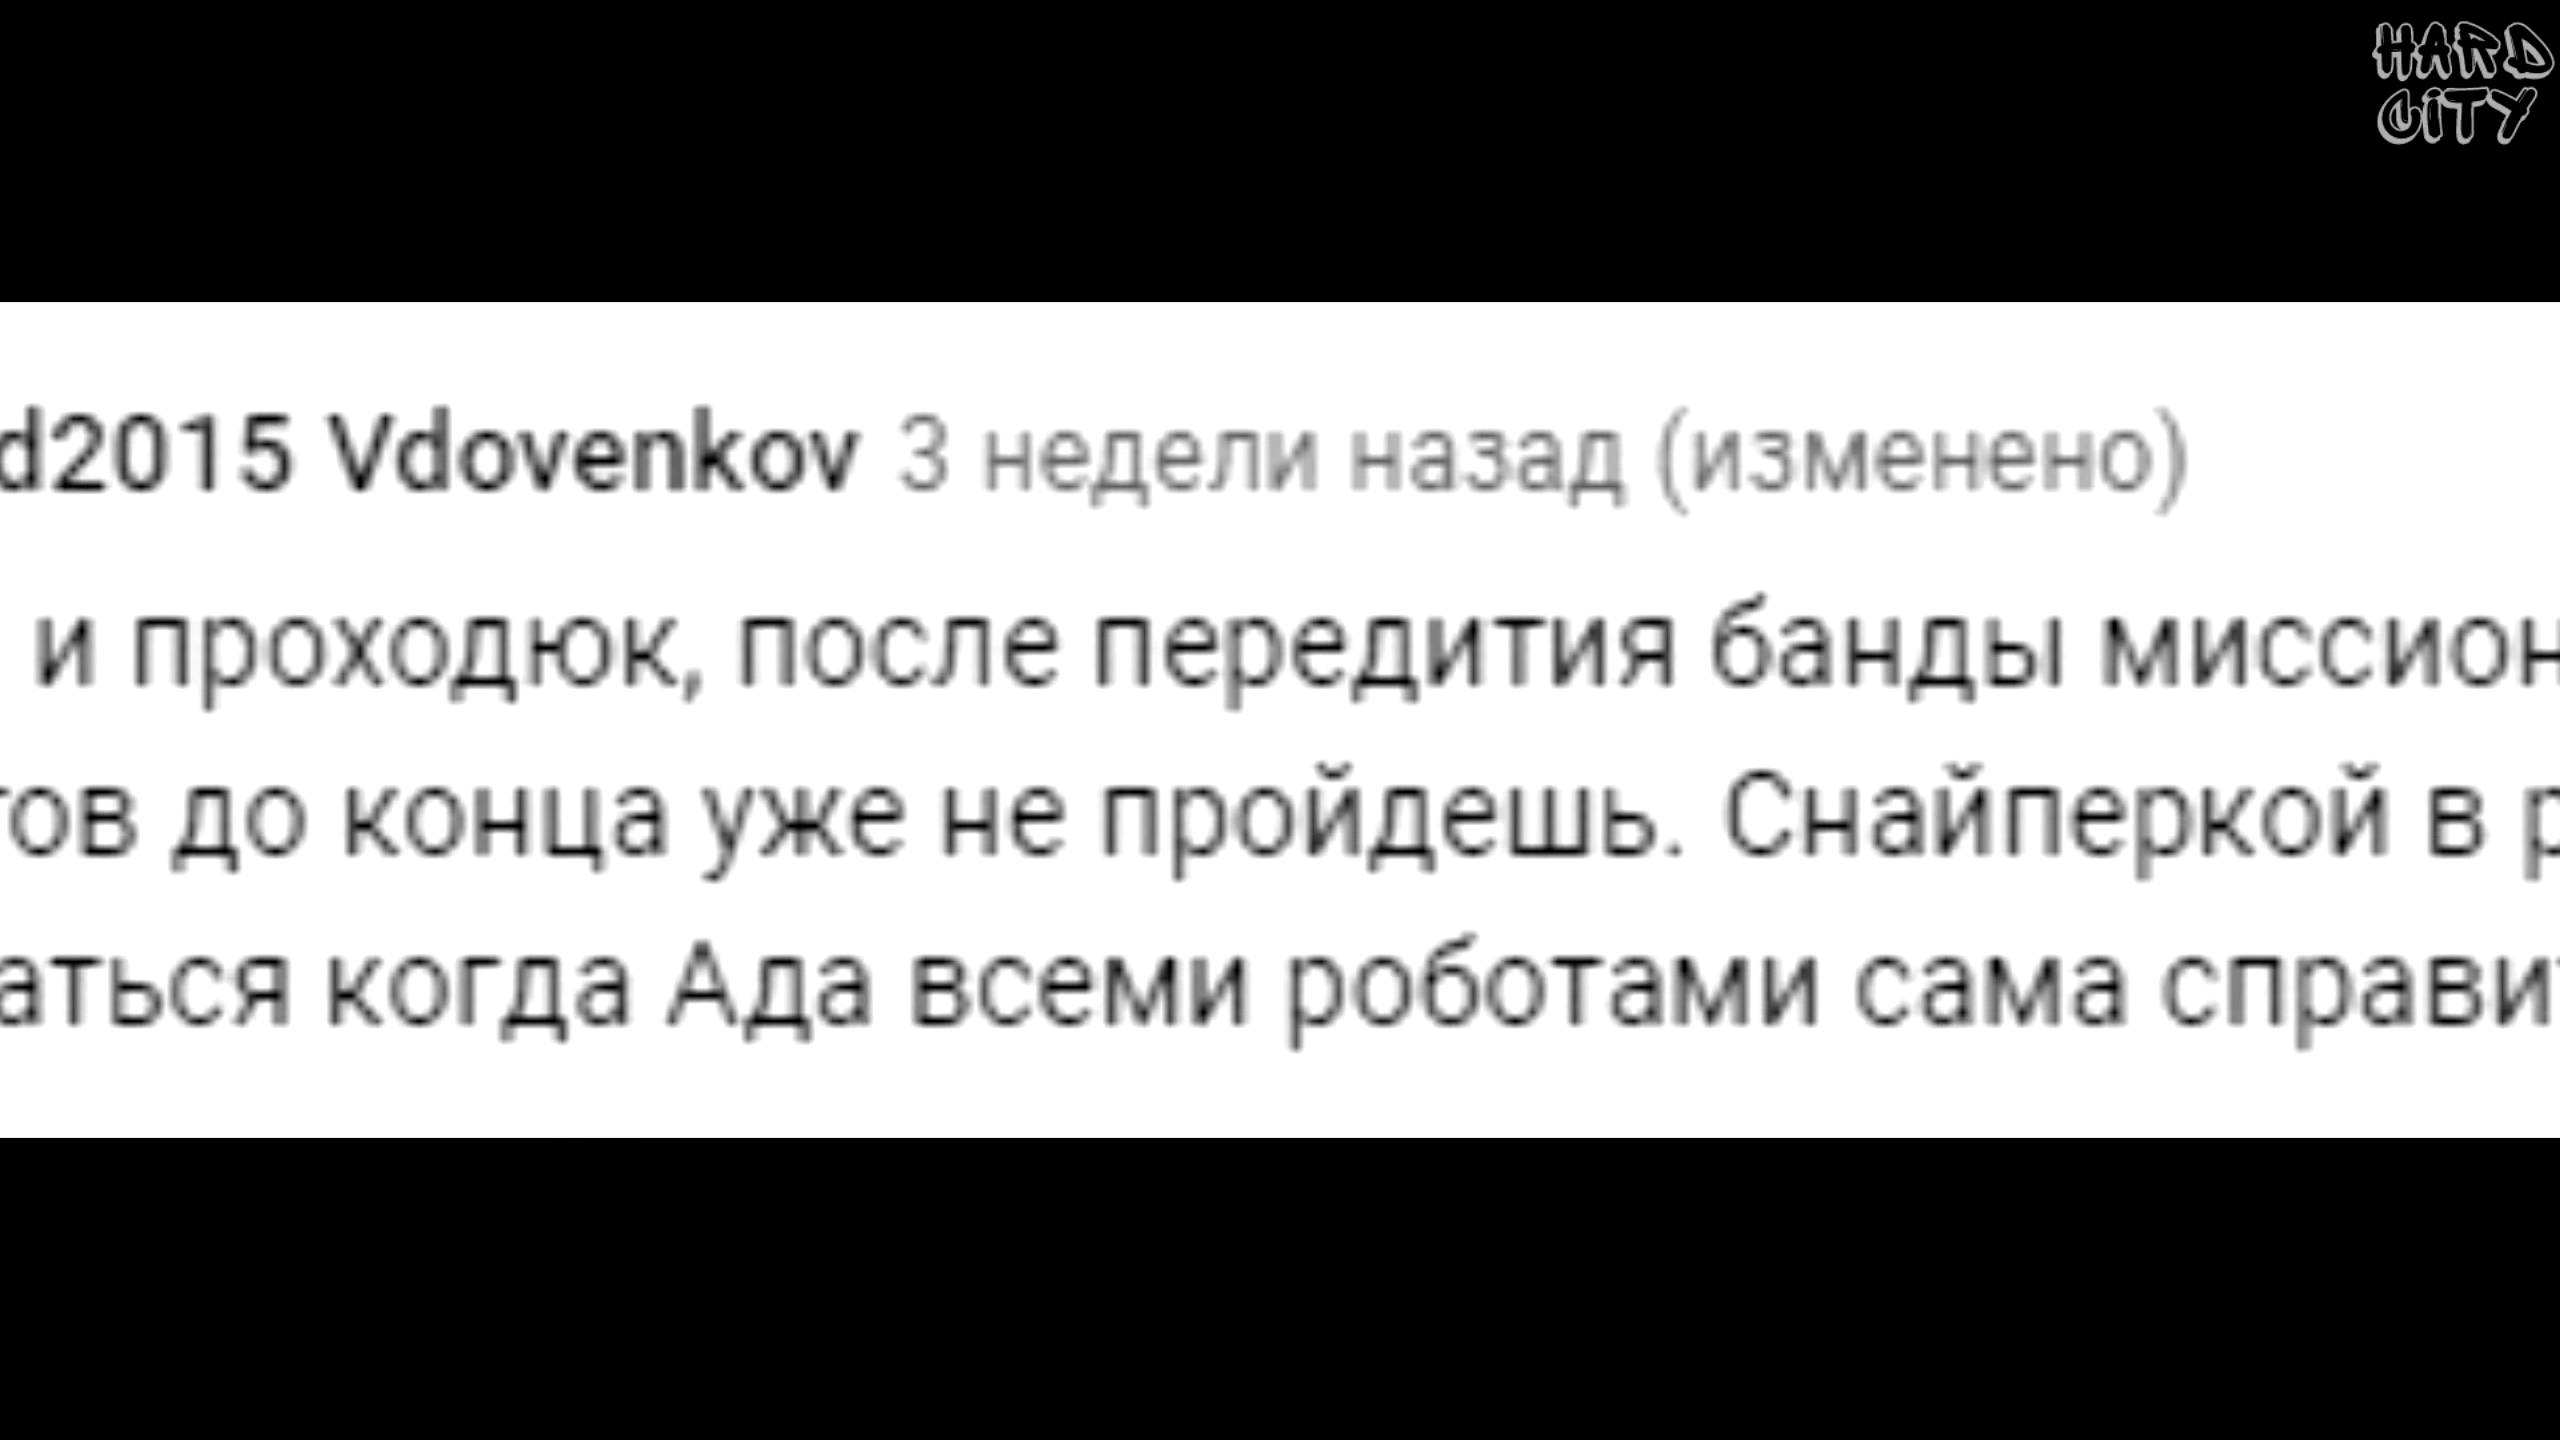 HARD
CITY
d2015 Vdovenkov 3 недели назад (изменено)
и проходюк, после передития банды миссион
тов до конца уже не пройдешь. Снайперкой в р
аться когда Ада всеми роботами сама справит